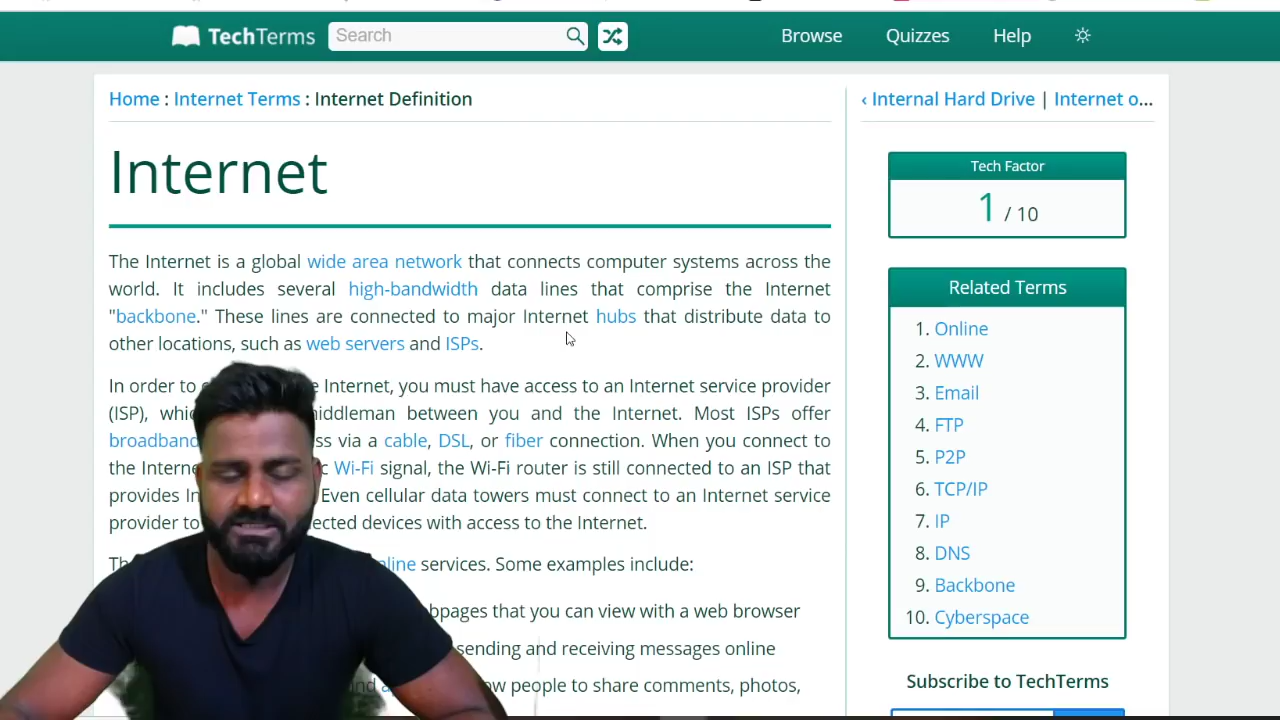 TechTerms
Search
Browse
Quizzes
Help
Home : Internet Terms : Internet Definition
‹ Internal Hard Drive | Internet o...
Internet
Tech Factor
1 / 10
The Internet is a global wide area network that connects computer systems across the
world. It includes several high-bandwidth data lines that comprise the Internet
"backbone." These lines are connected to major Internet hubs that distribute data to
other locations, such as web servers and ISPs.
In order to the Internet, you must have access to an Internet service provider
(ISP), middleman between you and the Internet. Most ISPs offer
broadband via a cable, DSL, or fiber connection. When you connect to
the Wi-Fi signal, the Wi-Fi router is still connected to an ISP that
provides Even cellular data towers must connect to an Internet service
provider to devices with access to the Internet.
services. Some examples include:
that you can view with a web browser
sending and receiving messages online
people to share comments, photos,
Related Terms
1. Online
2. WWW
3. Email
4. FTP
5. P2P
6. TCP/IP
7. IP
8. DNS
9. Backbone
10. Cyberspace
Subscribe to TechTerms